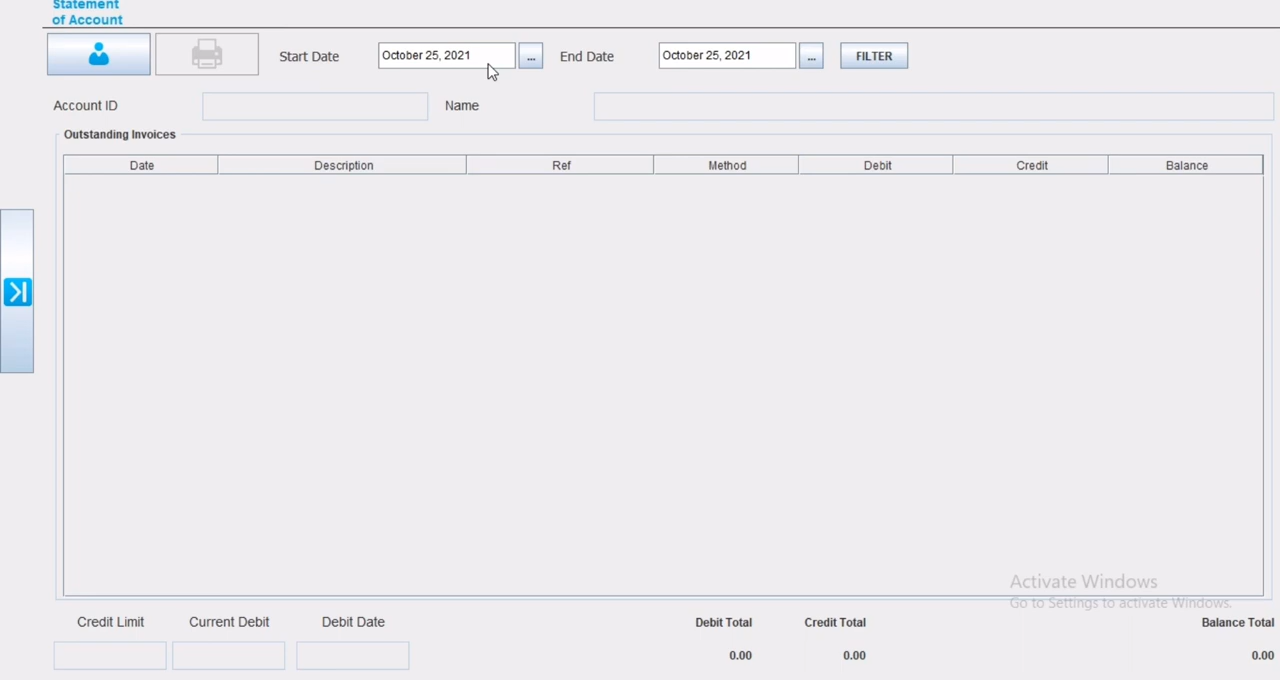 Statement
of Account
Start Date October 25, 2021 ... End Date October 25, 2021 ... FILTER
Account ID Name
Outstanding Invoices
Date Description Ref Method Debit Credit Balance
Activate Windows
Go to Settings to activate Windows.
Credit Limit Current Debit Debit Date Debit Total Credit Total Balance Total
0.00 0.00 0.00